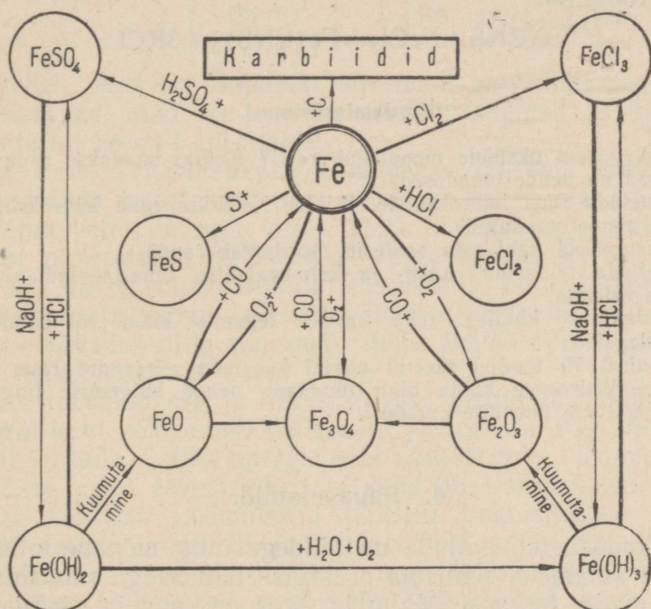 Karbiidid
FeSO₄
FeCl₃
H₂SO₄+
+C
+Cl₂
Fe
S+
+HCl
FeS
FeCl₂
+CO
O₂+
+CO
O₂+
CO+
+O₂
NaOH+
+HCl
NaOH+
+HCl
FeO
Fe₃O₄
Fe₂O₃
Kuumuta-
mine
Kuumuta-
mine
Fe(OH)₂
+H₂O+O₂
Fe(OH)₃